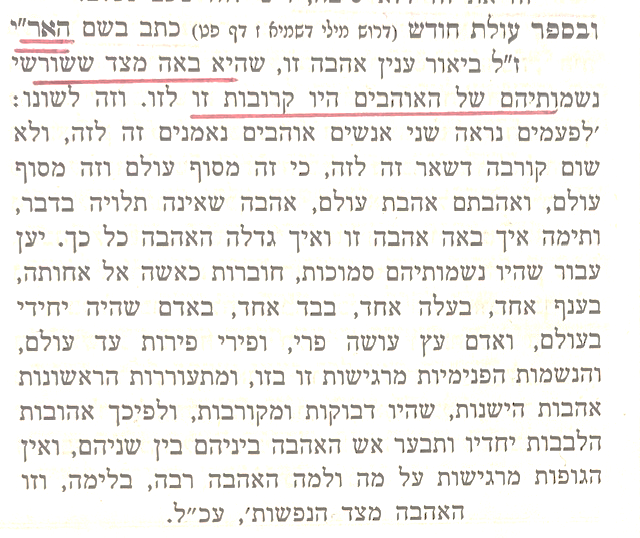 ובספר עולת חודש (דרוש מילי דשמיא ז דף פט) כתב בשם האר״י
ז״ל ביאור ענין אהבה זו, שהיא באה מצד ששורשי
נשמותיהם של האוהבים היו קרובות זו לזו. וזה לשונו:
׳לפעמים נראה שני אנשים אוהבים נאמנים זה לזה, ולא
שום קורבה דשאר זה לזה, כי זה מסוף עולם וזה מסוף
עולם, ואהבתם אהבת עולם, אהבה שאינה תלויה בדבר,
ותימה איך באה אהבה זו ואיך גדלה האהבה כל כך. יען
עבור שהיו נשמותיהם סמוכות, חוברות כאשה אל אחותה,
בענף אחד, בעלה אחד, בבד אחד, באדם שהיה יחידי
בעולם, ואדם עץ עושה פרי, ופירי פירות עד עולם,
והנשמות הפנימיות מרגישות זו בזו, ומתעוררות הראשונות
אהבות הישנות, שהיו דבוקות ומקורבות, ולפיכך אהובות
הלבבות יחדיו ותבער אש האהבה ביניהם בין שניהם, ואין
הגופות מרגישות על מה ולמה האהבה רבה, בלימה, וזו
האהבה מצד הנפשות׳, עכ״ל.